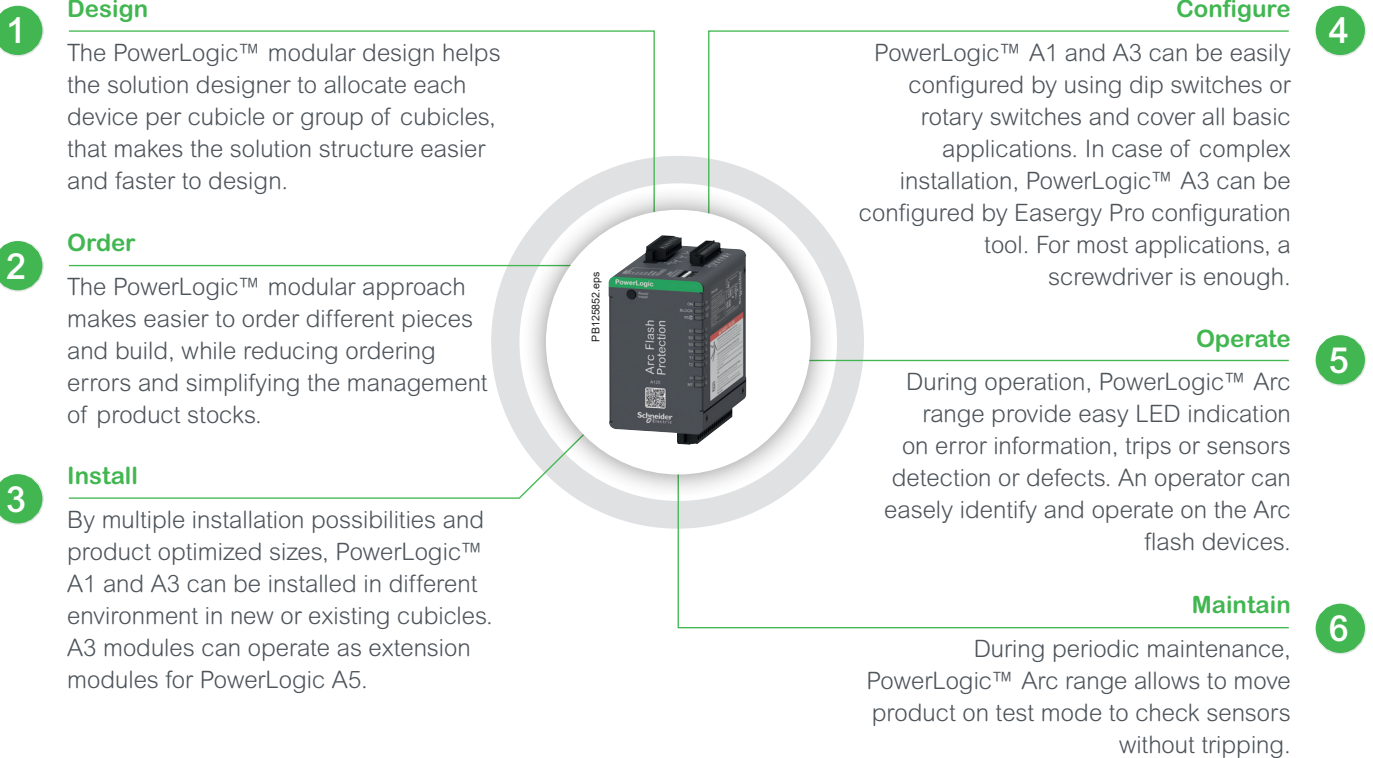 1
Design
The PowerLogic™ modular design helps
the solution designer to allocate each
device per cubicle or group of cubicles,
that makes the solution structure easier
and faster to design.
2
Order
The PowerLogic™ modular approach
makes easier to order different pieces
and build, while reducing ordering
errors and simplifying the management
of product stocks.
3
Install
By multiple installation possibilities and
product optimized sizes, PowerLogic™
A1 and A3 can be installed in different
environment in new or existing cubicles.
A3 modules can operate as extension
modules for PowerLogic A5.
PB125852.eps
PowerLogic
Arc Flash
Protection
Schneider
Electric
4
Configure
PowerLogic™ A1 and A3 can be easily
configured by using dip switches or
rotary switches and cover all basic
applications. In case of complex
installation, PowerLogic™ A3 can be
configured by Easergy Pro configuration
tool. For most applications, a
screwdriver is enough.
5
Operate
During operation, PowerLogic™ Arc
range provide easy LED indication
on error information, trips or sensors
detection or defects. An operator can
easely identify and operate on the Arc
flash devices.
6
Maintain
During periodic maintenance,
PowerLogic™ Arc range allows to move
product on test mode to check sensors
without tripping.